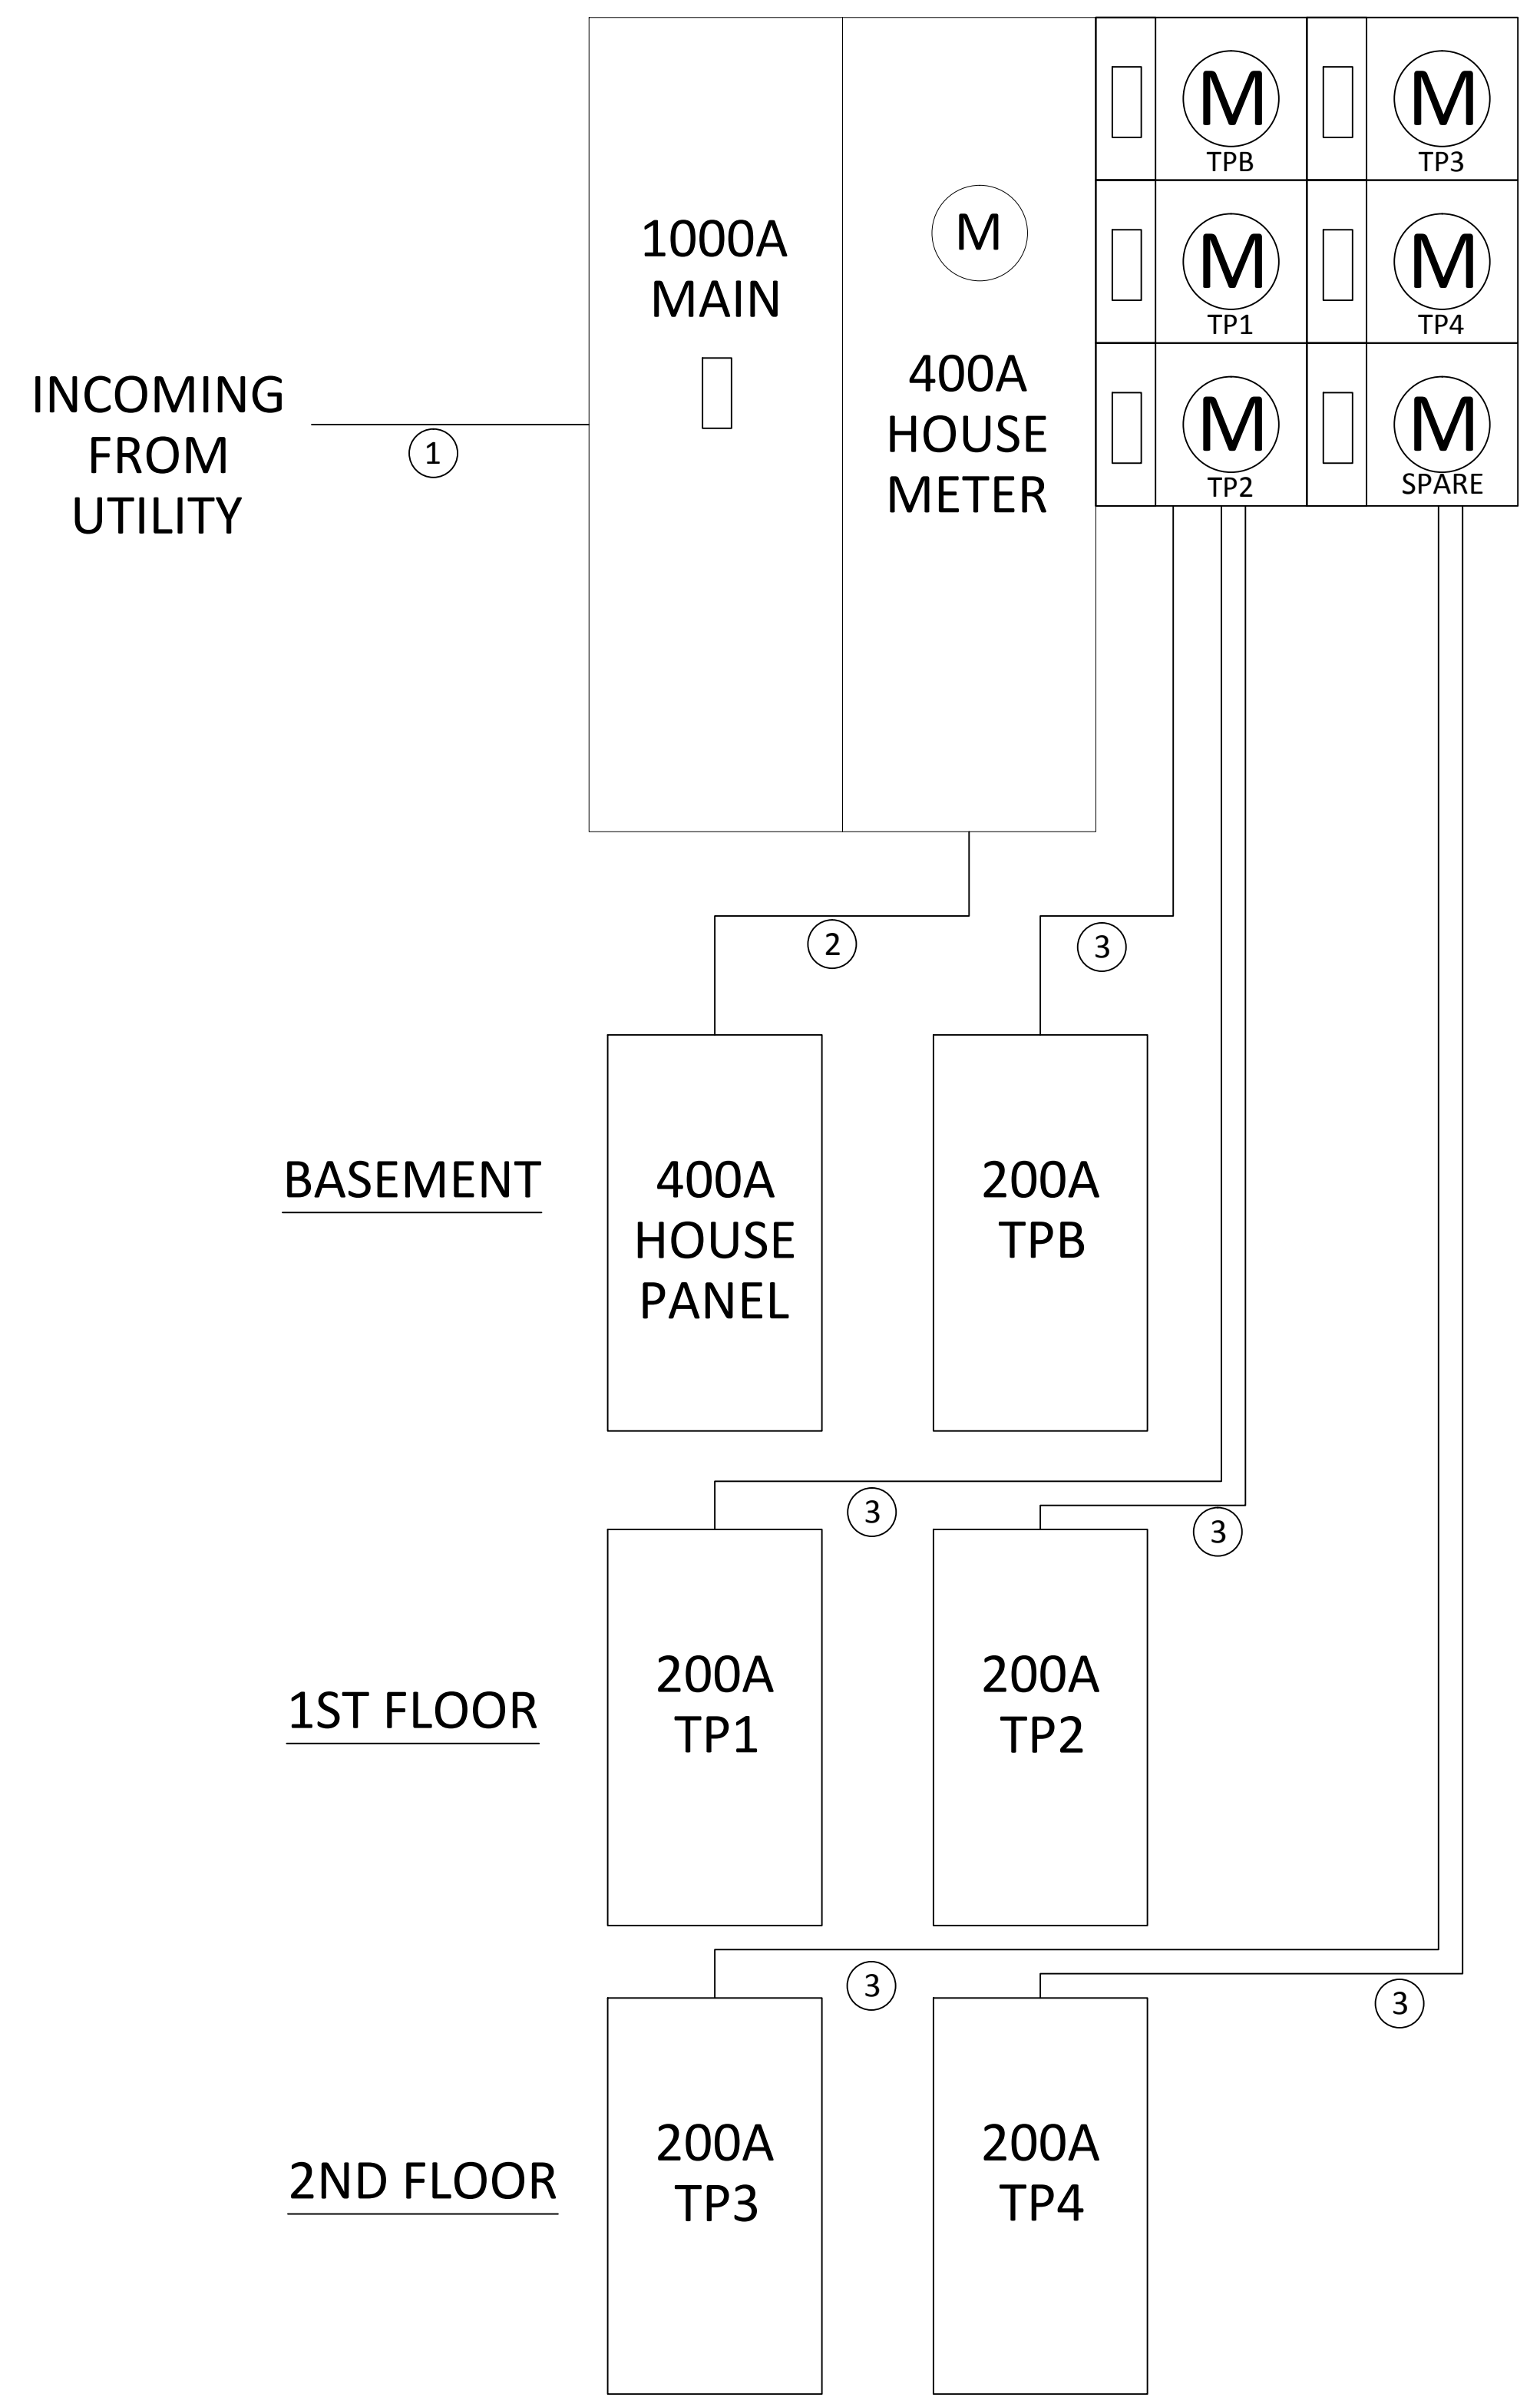 1000A
MAIN
M
400A
HOUSE
METER
M
TPB
M
TP3
M
TP1
M
TP4
M
TP2
M
SPARE
INCOMING
FROM
UTILITY
1
2
3
BASEMENT
400A
HOUSE
PANEL
200A
TPB
3
3
1ST FLOOR
200A
TP1
200A
TP2
3
3
2ND FLOOR
200A
TP3
200A
TP4